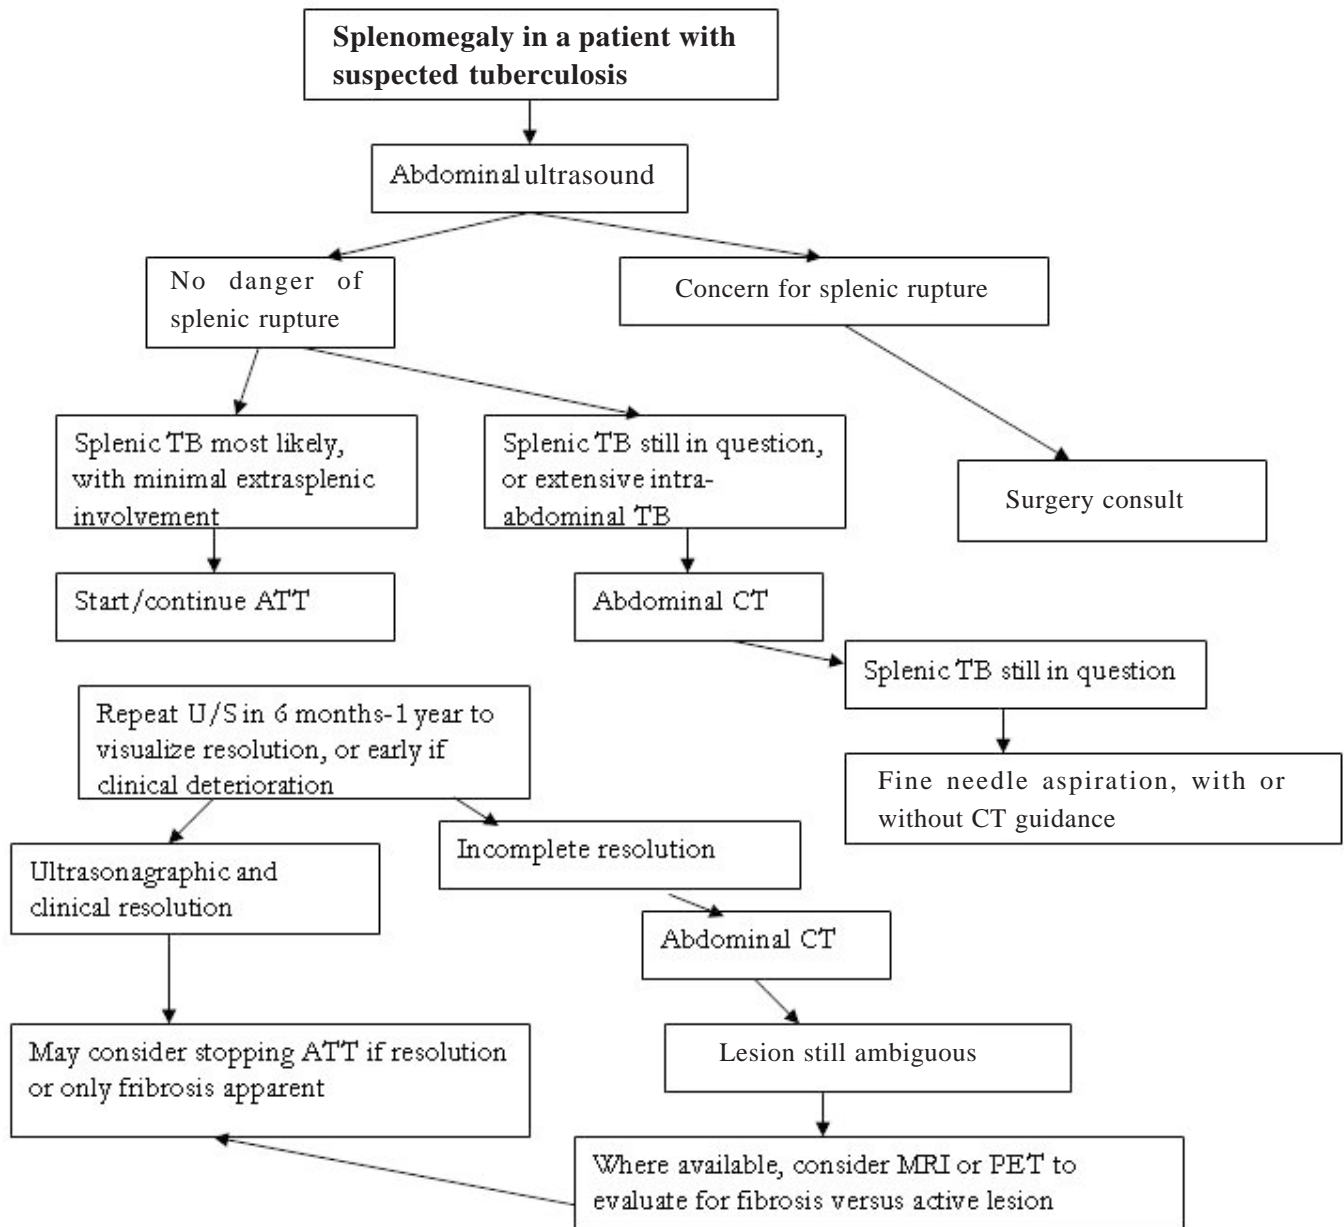 Splenomegaly in a patient with
suspected tuberculosis
Abdominal ultrasound
No danger of
splenic rupture
Concern for splenic rupture
Splenic TB most likely,
with minimal extrasplenic
involvement
Splenic TB still in question,
or extensive intra-
abdominal TB
Surgery consult
Start/continue ATT
Abdominal CT
Splenic TB still in question
Repeat U/S in 6 months-1 year to
visualize resolution, or early if
clinical deterioration
Fine needle aspiration, with or
without CT guidance
Incomplete resolution
Ultrasonagraphic and
clinical resolution
Abdominal CT
May consider stopping ATT if resolution
or only fribrosis apparent
Lesion still ambiguous
Where available, consider MRI or PET to
evaluate for fibrosis versus active lesion